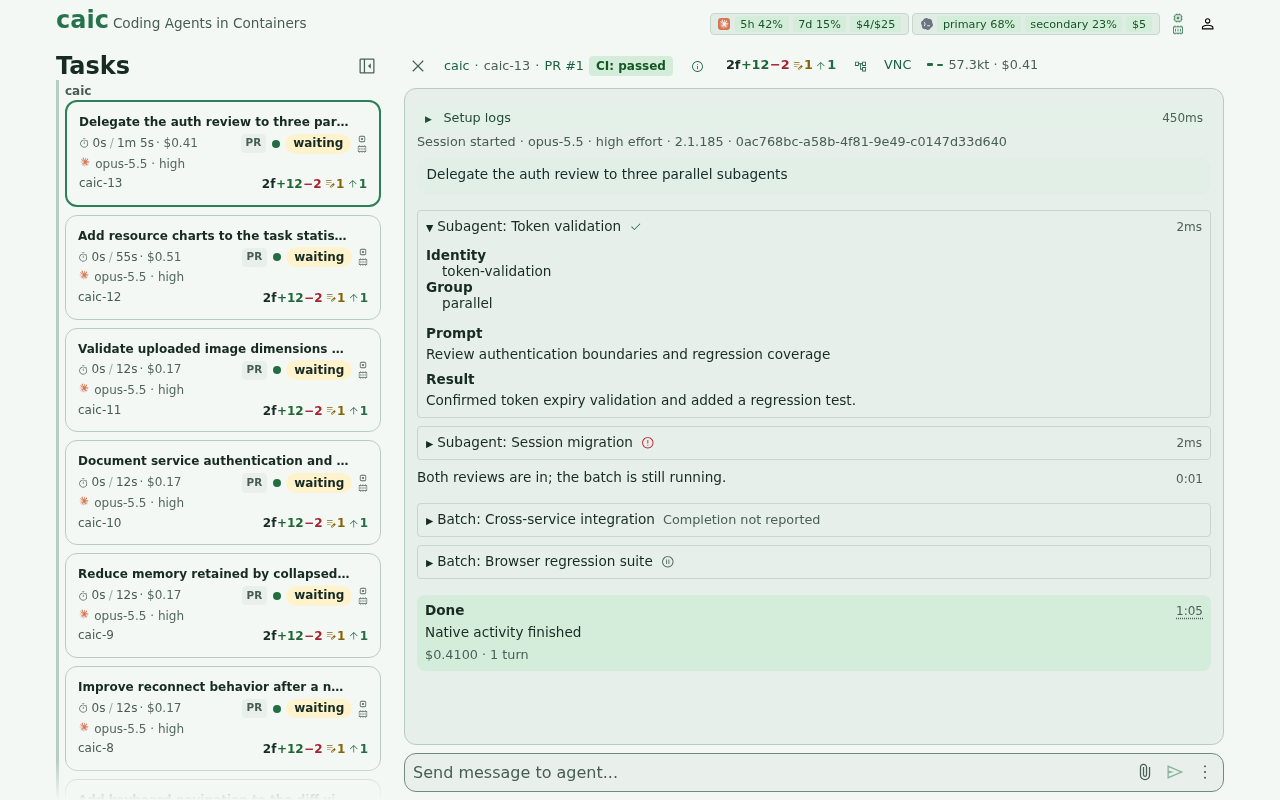 caic Coding Agents in Containers
5h 42% 7d 15% $4/$25 primary 68% secondary 23% $5
Tasks
caic
Delegate the auth review to three par…
0s / 1m 5s · $0.41 PR waiting
opus-5.5 · high
caic-13 2f+12−2 1 ↑1
Add resource charts to the task statis…
0s / 55s · $0.51 PR waiting
opus-5.5 · high
caic-12 2f+12−2 1 ↑1
Validate uploaded image dimensions …
0s / 12s · $0.17 PR waiting
opus-5.5 · high
caic-11 2f+12−2 1 ↑1
Document service authentication and …
0s / 12s · $0.17 PR waiting
opus-5.5 · high
caic-10 2f+12−2 1 ↑1
Reduce memory retained by collapsed…
0s / 12s · $0.17 PR waiting
opus-5.5 · high
caic-9 2f+12−2 1 ↑1
Improve reconnect behavior after a n…
0s / 12s · $0.17 PR waiting
opus-5.5 · high
caic-8 2f+12−2 1 ↑1
Add keyboard navigation to the diff vi…
caic · caic-13 · PR #1 CI: passed 2f+12−2 1 ↑1 VNC 57.3kt · $0.41
▶ Setup logs 450ms
Session started · opus-5.5 · high effort · 2.1.185 · 0ac768bc-a58b-4f81-9e49-c0147d33d640
Delegate the auth review to three parallel subagents
▼ Subagent: Token validation ✓ 2ms
Identity
token-validation
Group
parallel
Prompt
Review authentication boundaries and regression coverage
Result
Confirmed token expiry validation and added a regression test.
▶ Subagent: Session migration 2ms
Both reviews are in; the batch is still running. 0:01
▶ Batch: Cross-service integration Completion not reported
▶ Batch: Browser regression suite
Done 1:05
Native activity finished
$0.4100 · 1 turn
Send message to agent...